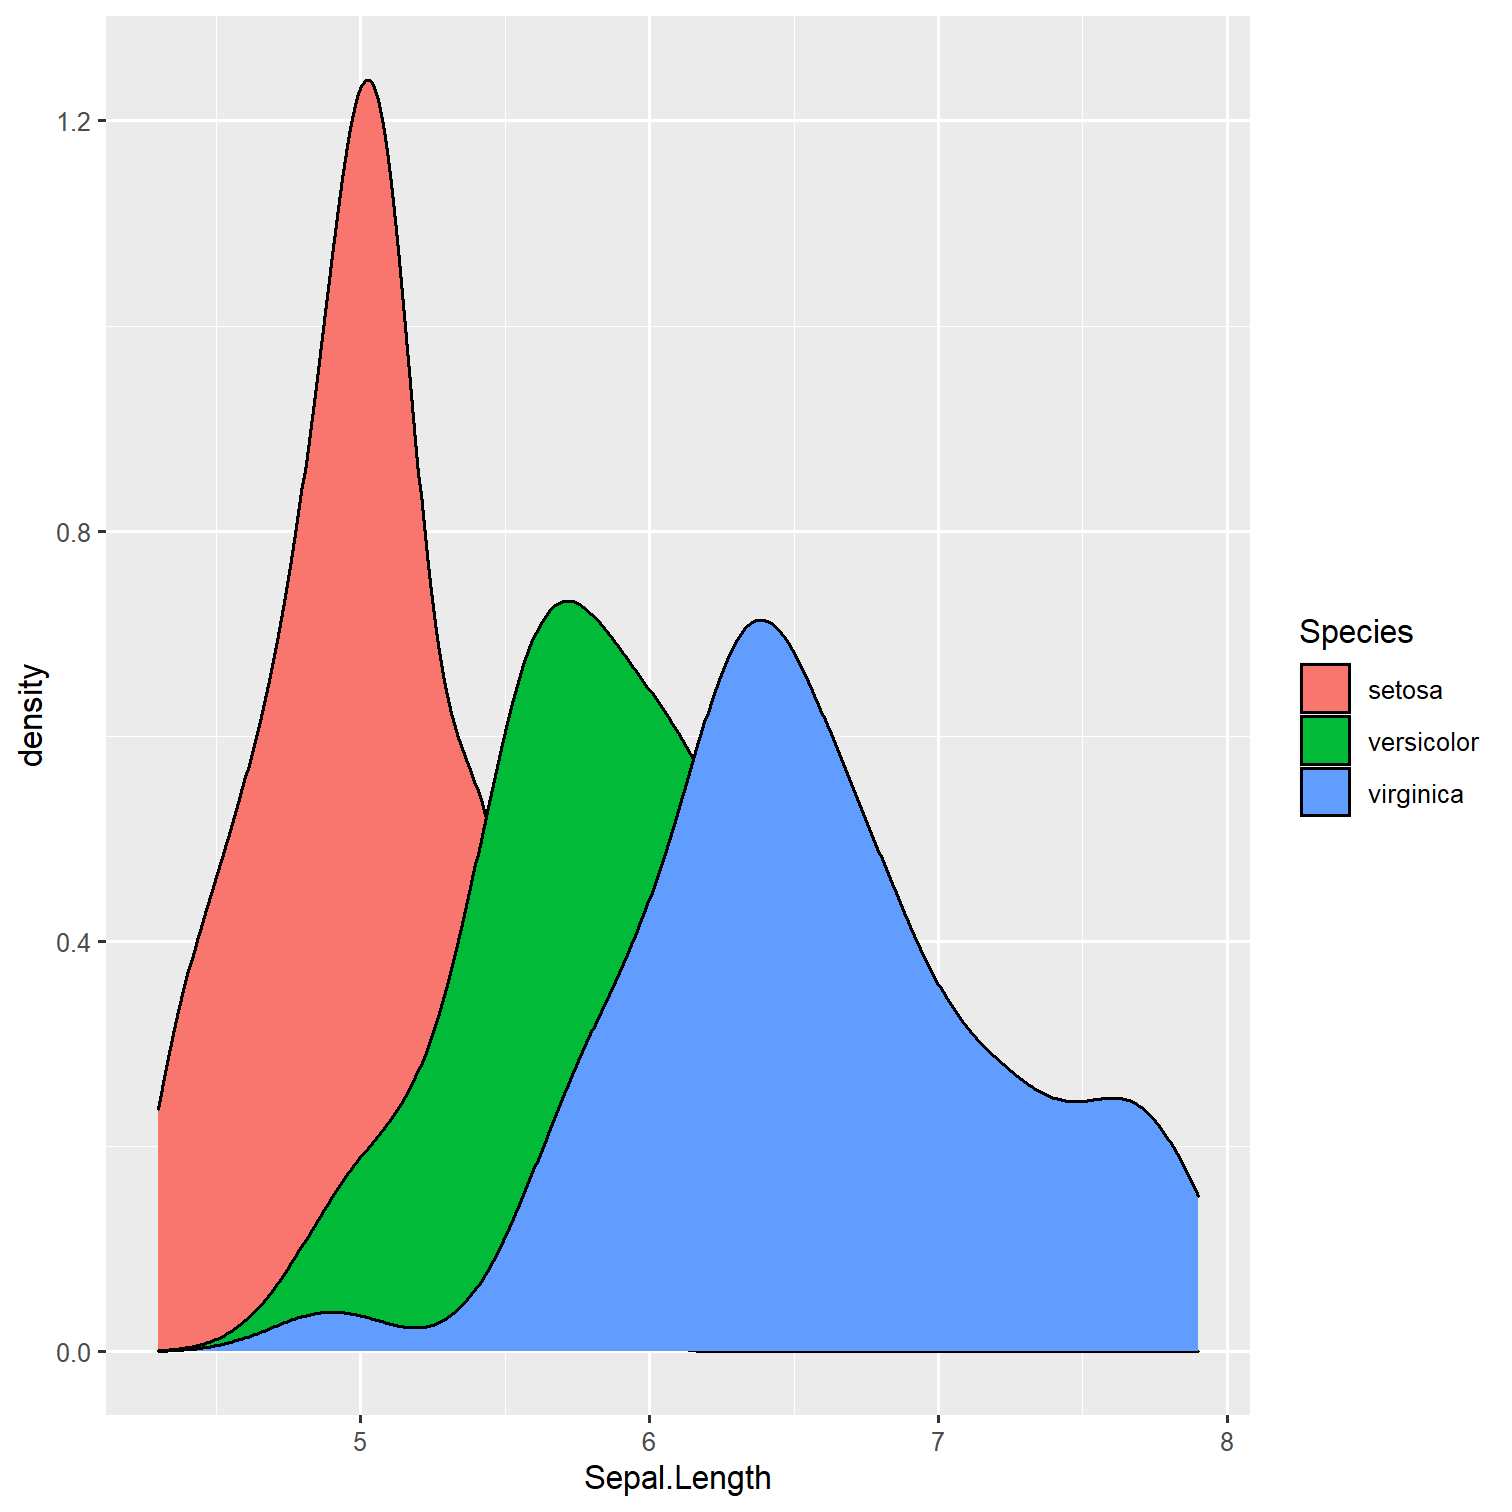 1.2
0.8
0.4
0.0
density
5 6 7 8
Sepal.Length
Species
setosa
versicolor
virginica